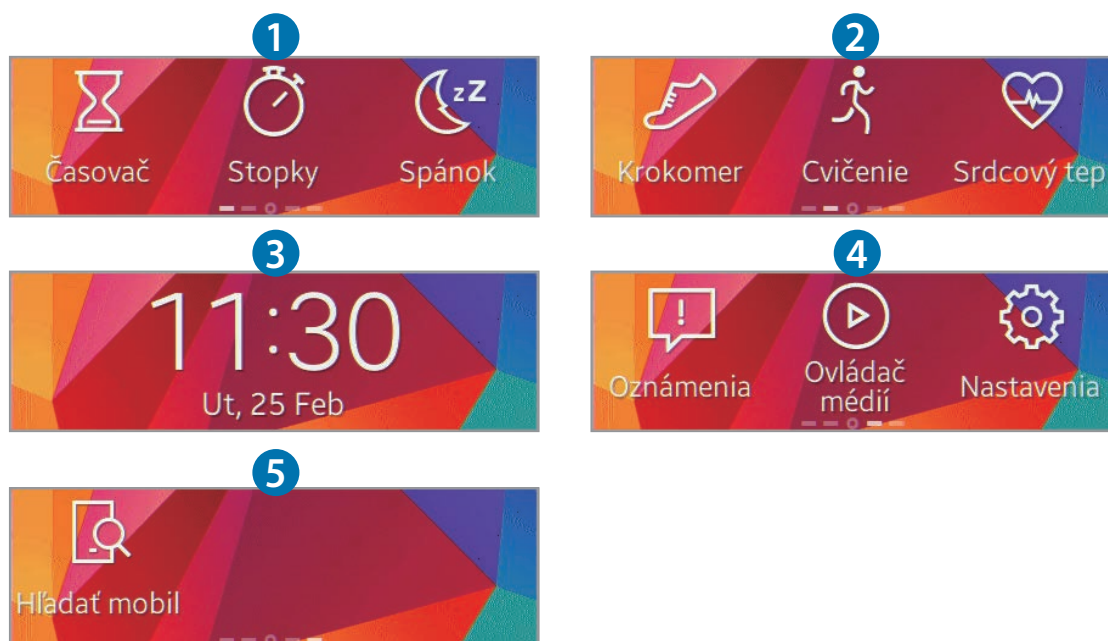 1
Časovač Stopky Spánok
2
Krokomer Cvičenie Srdcový tep
3
11:30
Ut, 25 Feb
4
Oznámenia Ovládač médií Nastavenia
5
Hľadať mobil